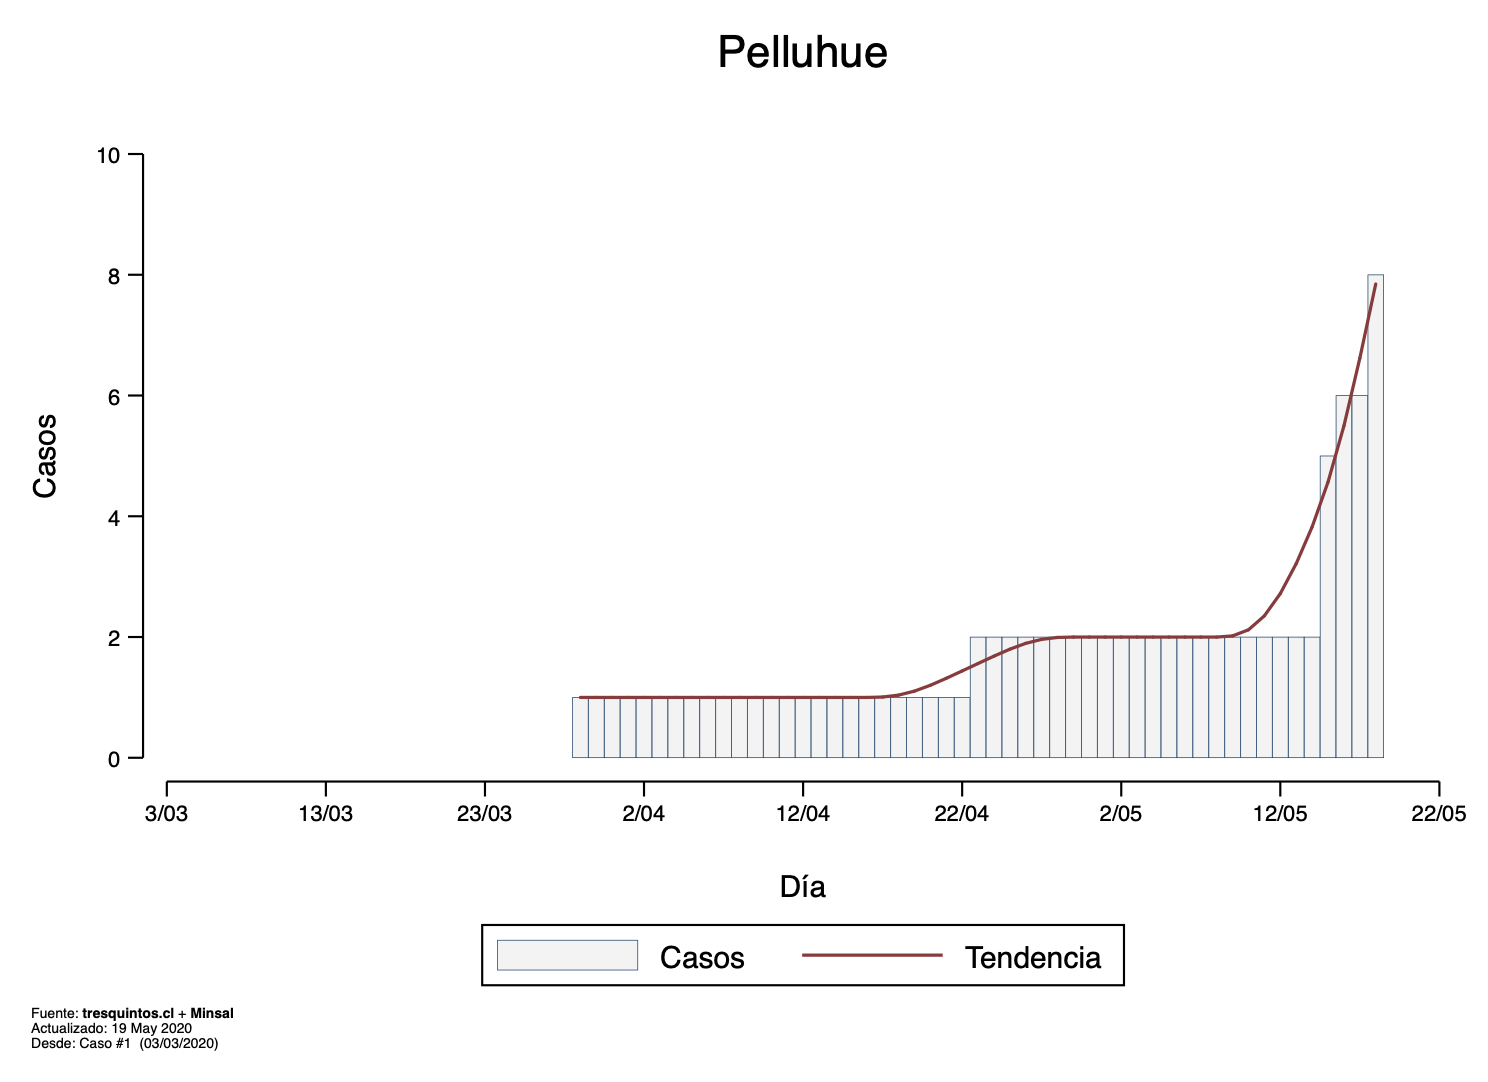 Pelluhue
10
8
6
4
2
0
Casos
3/03 13/03 23/03 2/04 12/04 22/04 2/05 12/05 22/05
Día
Casos Tendencia
Fuente: tresquintos.cl + Minsal
Actualizado: 19 May 2020
Desde: Caso #1 (03/03/2020)